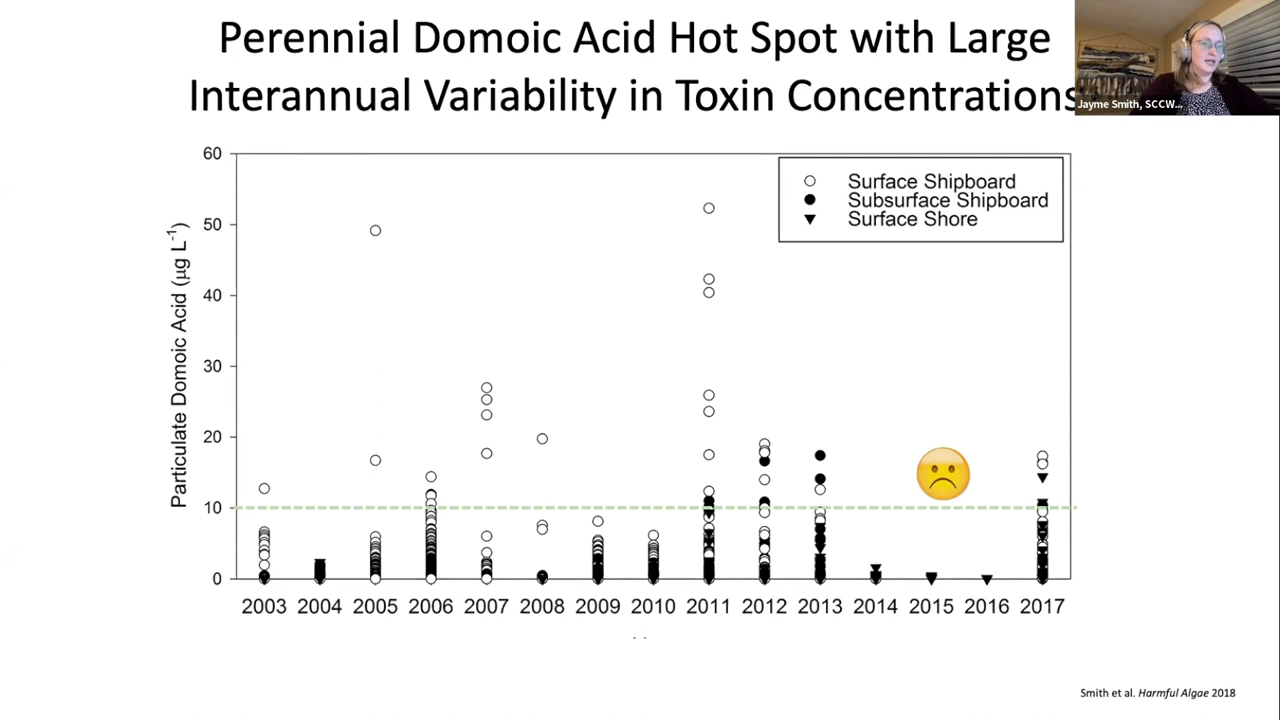 Perennial Domoic Acid Hot Spot with Large
Interannual Variability in Toxin Concentrations
Jayme Smith, SCCW...
Particulate Domoic Acid (µg L-1)
60
50
40
30
20
10
0
Surface Shipboard
Subsurface Shipboard
Surface Shore
2003 2004 2005 2006 2007 2008 2009 2010 2011 2012 2013 2014 2015 2016 2017
Smith et al. Harmful Algae 2018